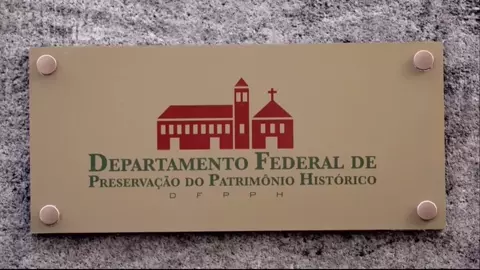 DEPARTAMENTO FEDERAL DE
PRESERVAÇÃO DO PATRIMÔNIO HISTÓRICO
DFPPH